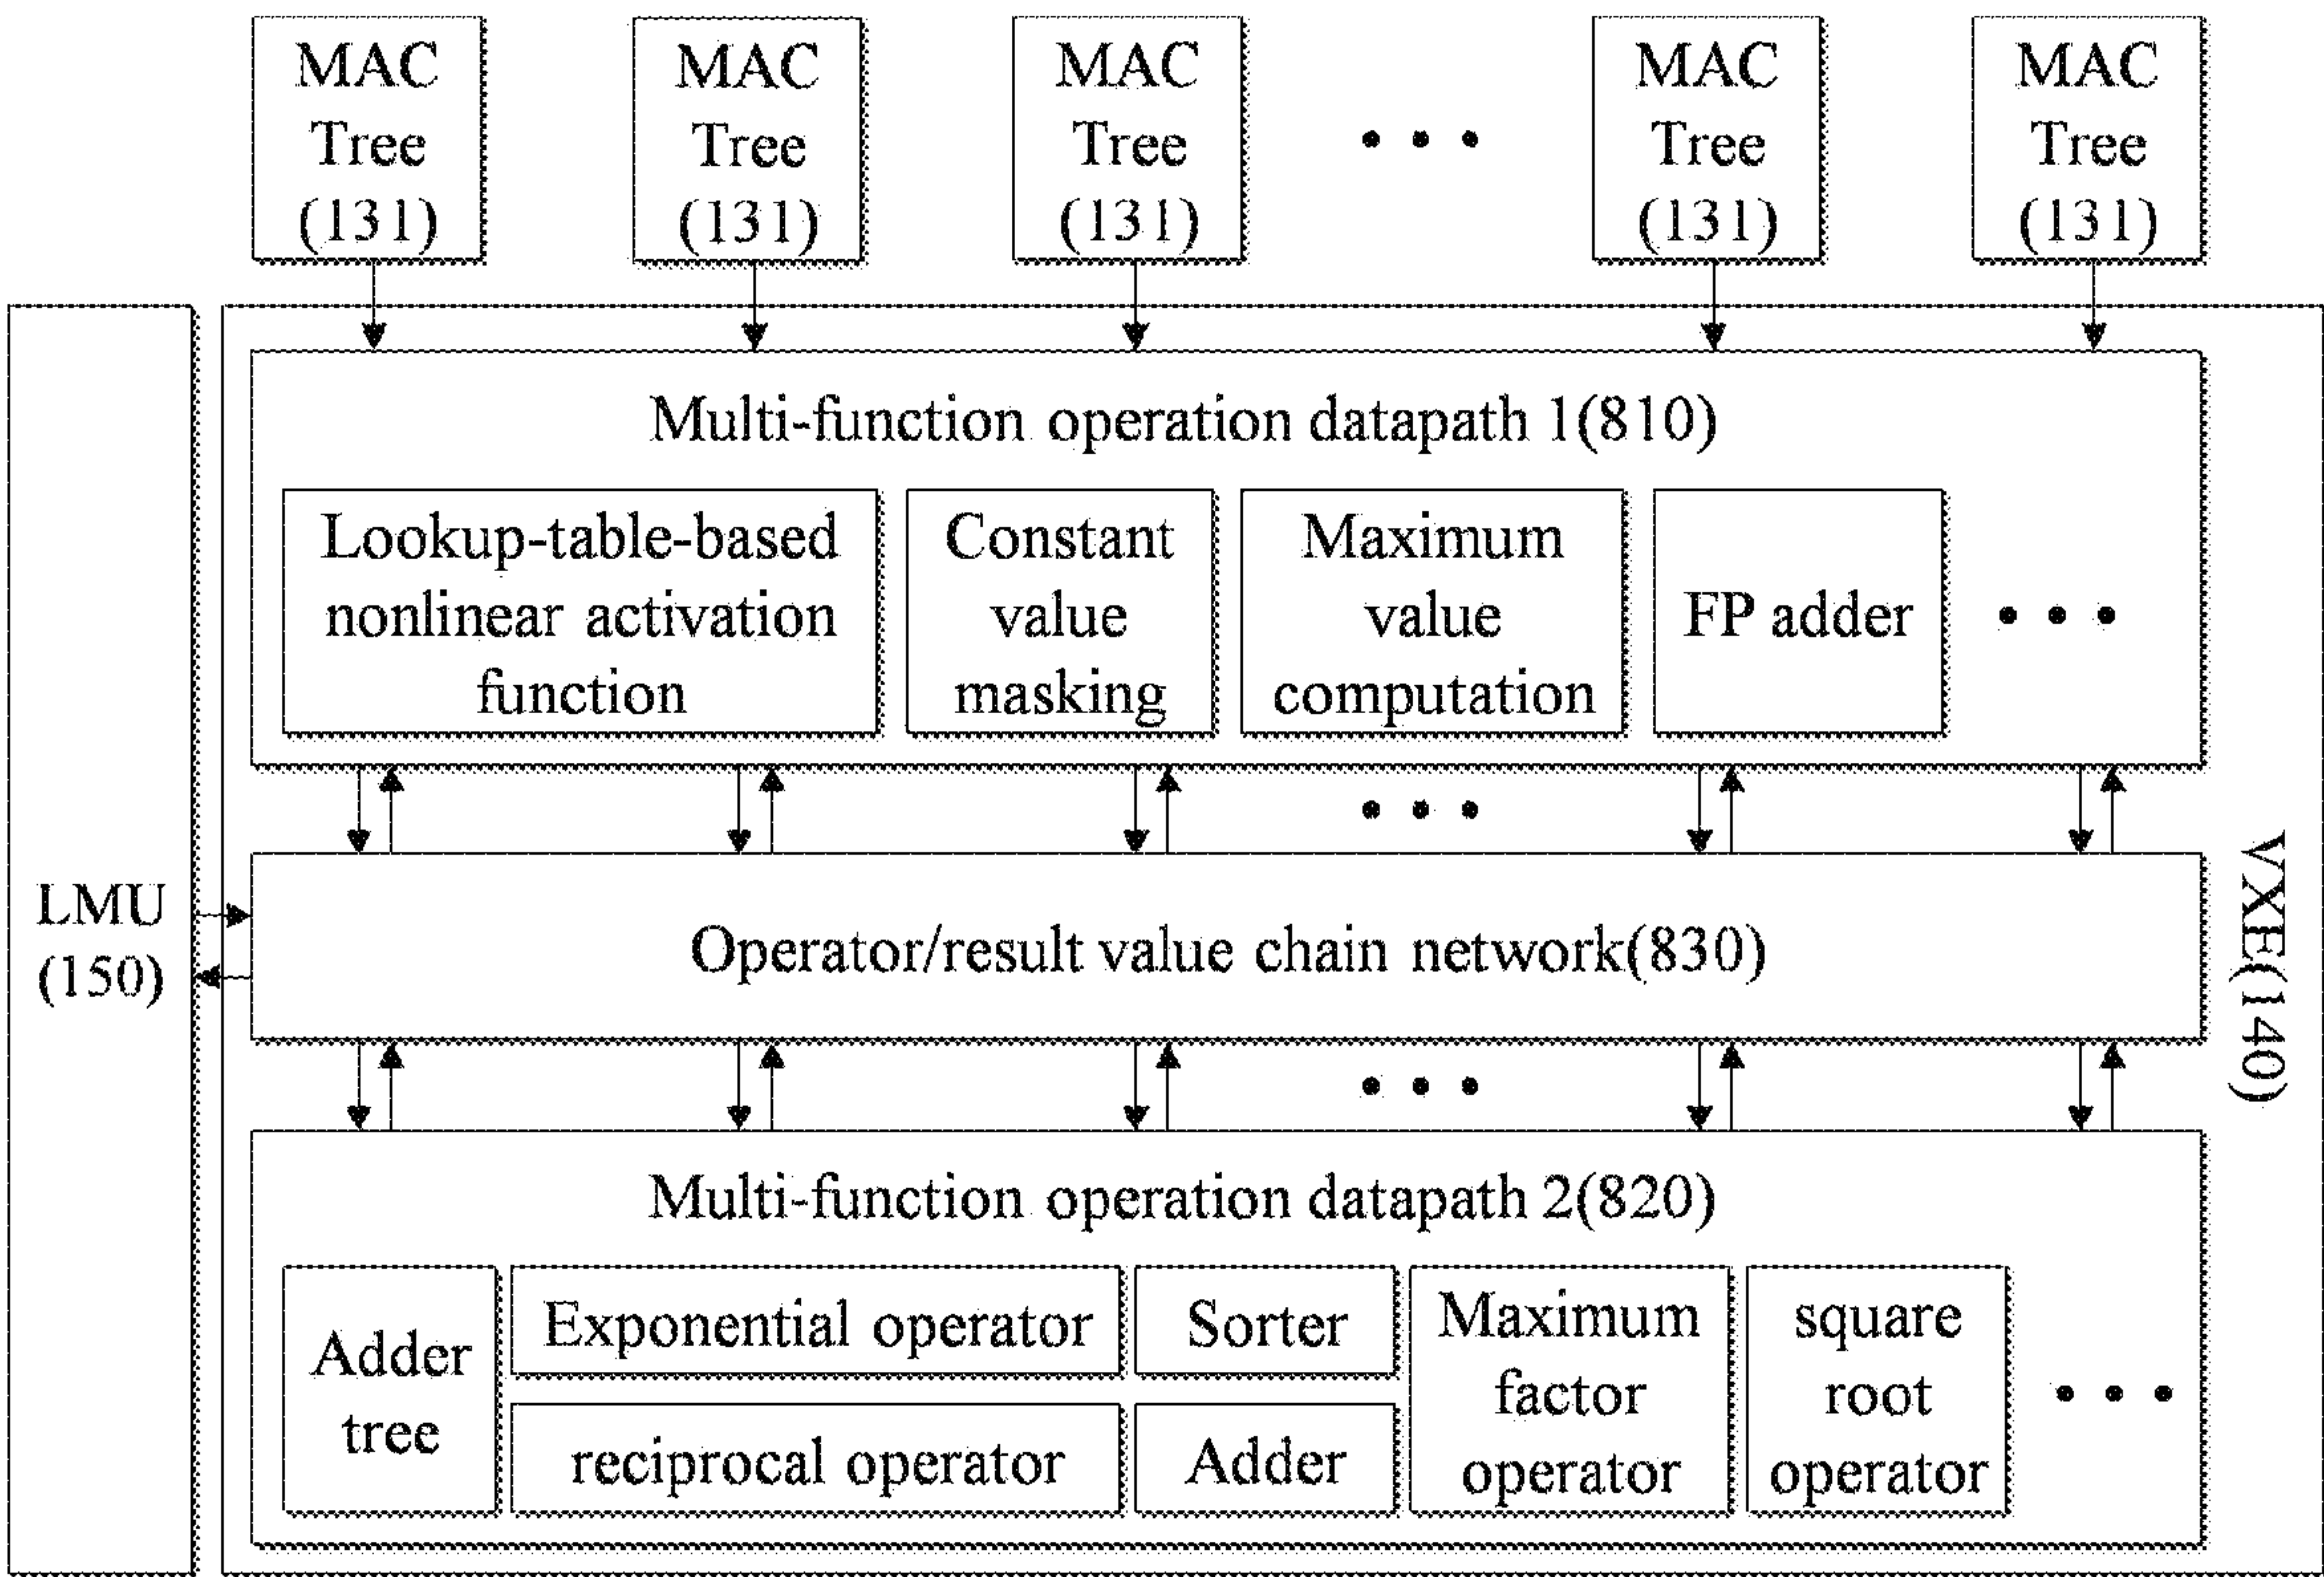 MAC
Tree
(131)
MAC
Tree
(131)
MAC
Tree
(131)
• • •
MAC
Tree
(131)
MAC
Tree
(131)
Multi-function operation datapath 1(810)
Lookup-table-based
nonlinear activation
function
Constant
value
masking
Maximum
value
computation
FP adder
• • •
• • •
LMU
(150)
Operator/result value chain network(830)
VXE(140)
• • •
Multi-function operation datapath 2(820)
Adder
tree
Exponential operator
reciprocal operator
Sorter
Adder
Maximum
factor
operator
square
root
operator
• • •